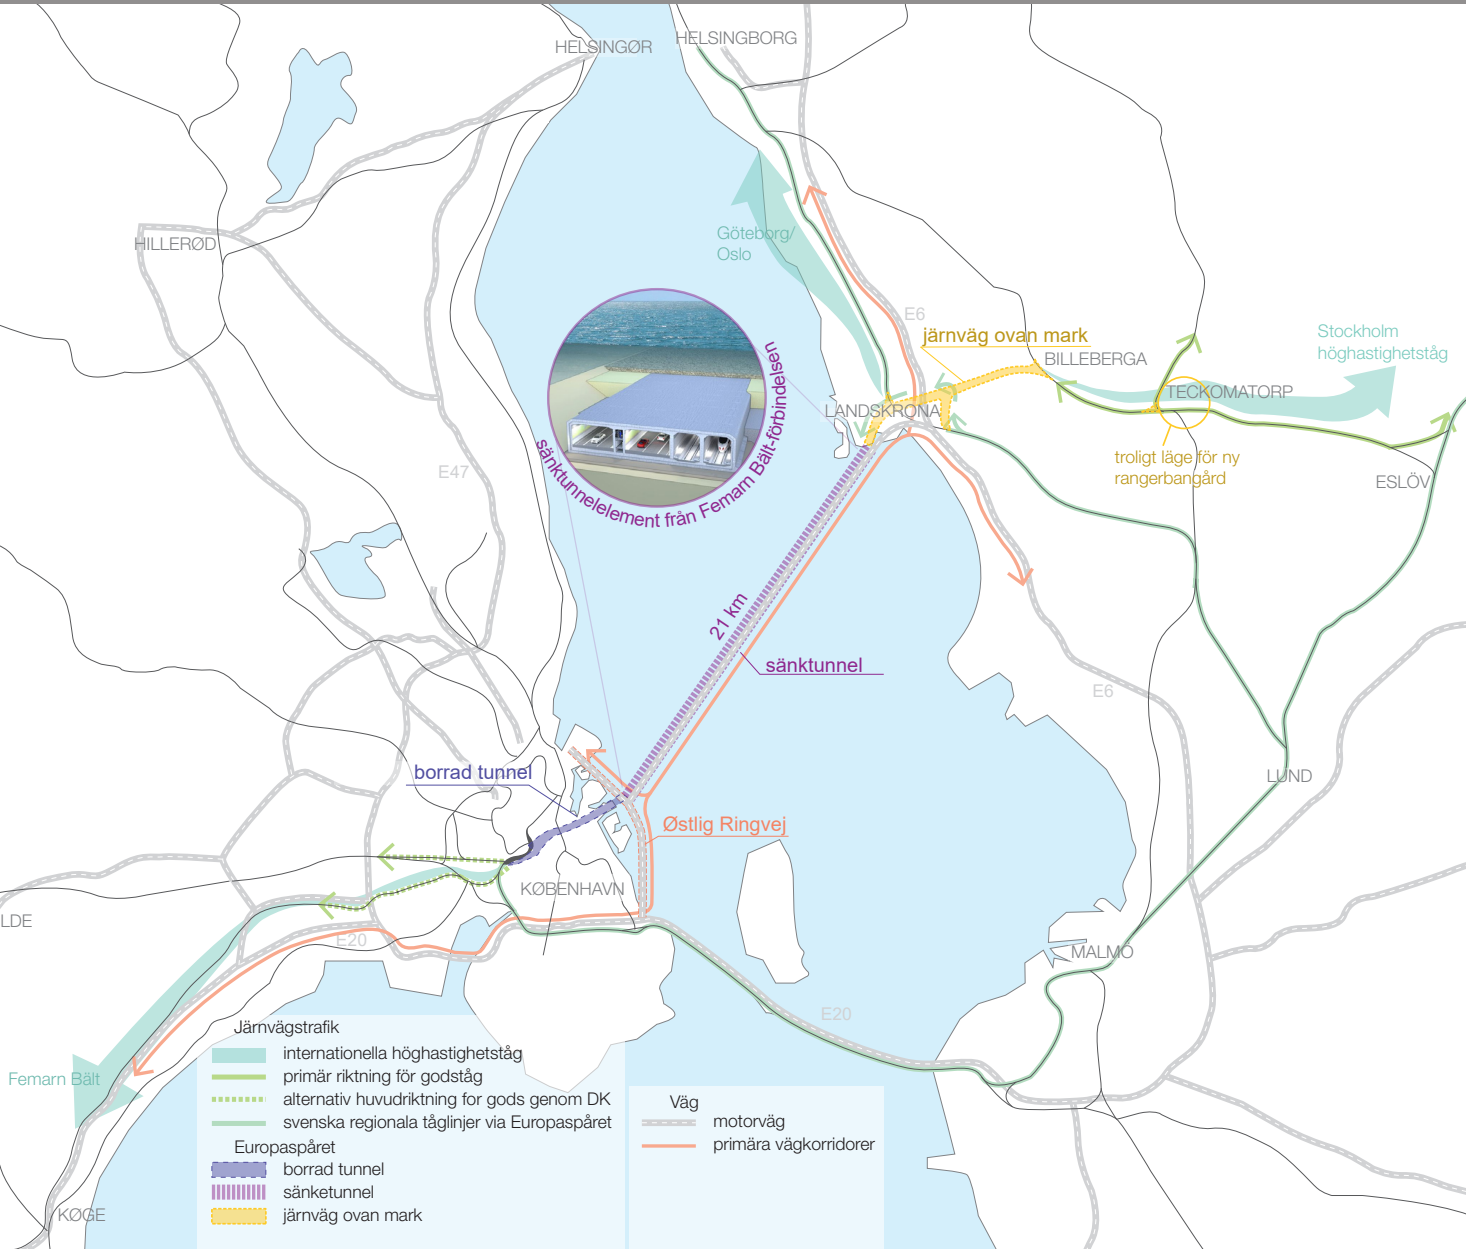 HELSINGØR
HELSINGBORG
HILLERØD
Göteborg/
Oslo
E6
järnväg ovan mark
BILLEBERGA
Stockholm
höghastighetståg
TECKOMATORP
LANDSKRONA
troligt läge för ny
rangerbangård
ESLÖV
E47
sänktunnelelement från Femarn Bält-förbindelsen
21 km
sänktunnel
E6
LUND
borrad tunnel
Østlig Ringvej
KØBENHAVN
LDE
E20
MALMÖ
E20
Femarn Bält
KØGE
Järnvägstrafik
internationella höghastighetståg
primär riktning för godståg
alternativ huvudriktning for gods genom DK
svenska regionala tåglinjer via Europaspåret
Europaspåret
borrad tunnel
sänketunnel
järnväg ovan mark
Väg
motorväg
primära vägkorridorer